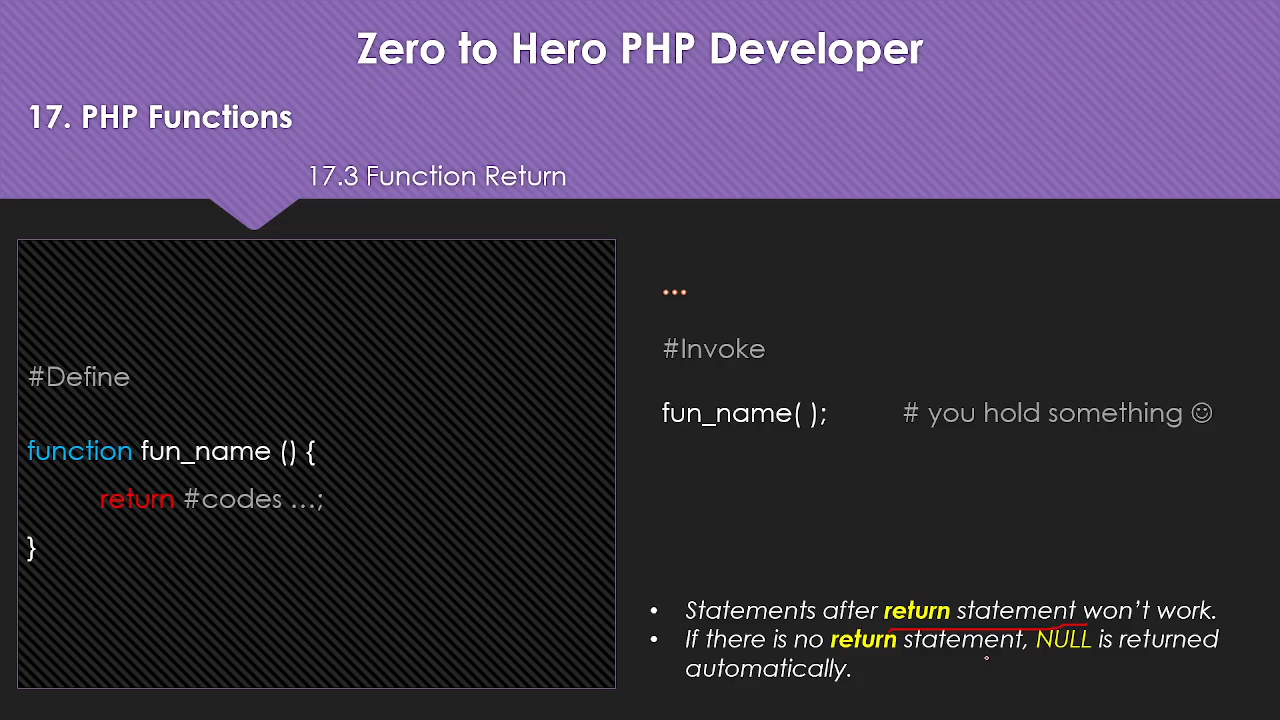 Zero to Hero PHP Developer
17. PHP Functions
17.3 Function Return
#Define
function fun_name () {
return #codes …;
}
…
#Invoke
fun_name( ); # you hold something ☺
• Statements after return statement won’t work.
• If there is no return statement, NULL is returned
automatically.